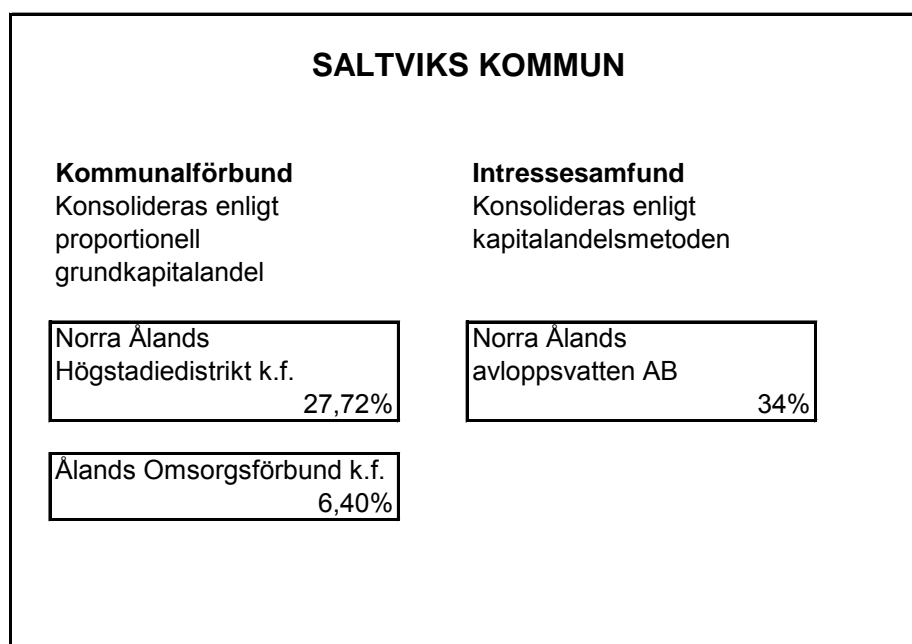 SALTVIKS KOMMUN
Kommunalförbund
Konsolideras enligt
proportionell
grundkapitalandel
Intressesamfund
Konsolideras enligt
kapitalandelsmetoden
Norra Ålands
Högstadiedistrikt k.f.
27,72%
Norra Ålands
avloppsvatten AB
34%
Ålands Omsorgsförbund k.f.
6,40%